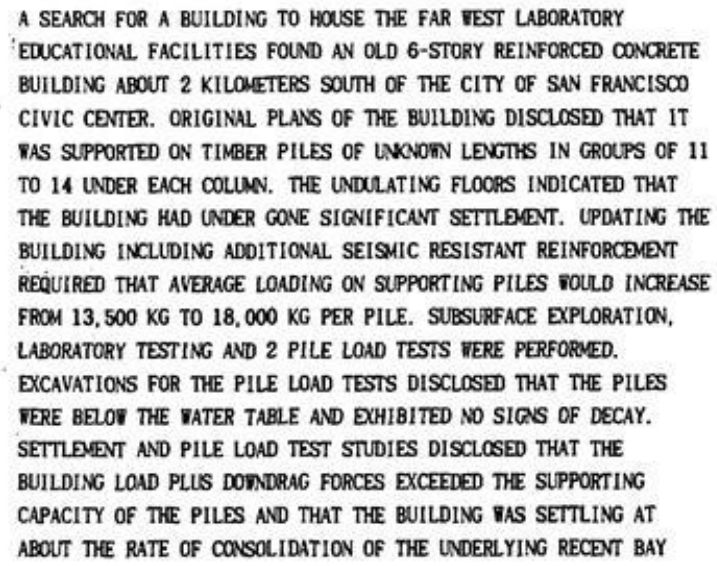 A SEARCH FOR A BUILDING TO HOUSE THE FAR WEST LABORATORY
EDUCATIONAL FACILITIES FOUND AN OLD 6-STORY REINFORCED CONCRETE
BUILDING ABOUT 2 KILOMETERS SOUTH OF THE CITY OF SAN FRANCISCO
CIVIC CENTER. ORIGINAL PLANS OF THE BUILDING DISCLOSED THAT IT
WAS SUPPORTED ON TIMBER PILES OF UNKNOWN LENGTHS IN GROUPS OF 11
TO 14 UNDER EACH COLUMN. THE UNDULATING FLOORS INDICATED THAT
THE BUILDING HAD UNDER GONE SIGNIFICANT SETTLEMENT. UPDATING THE
BUILDING INCLUDING ADDITIONAL SEISMIC RESISTANT REINFORCEMENT
REQUIRED THAT AVERAGE LOADING ON SUPPORTING PILES WOULD INCREASE
FROM 13,500 KG TO 18,000 KG PER PILE. SUBSURFACE EXPLORATION,
LABORATORY TESTING AND 2 PILE LOAD TESTS WERE PERFORMED.
EXCAVATIONS FOR THE PILE LOAD TESTS DISCLOSED THAT THE PILES
WERE BELOW THE WATER TABLE AND EXHIBITED NO SIGNS OF DECAY.
SETTLEMENT AND PILE LOAD TEST STUDIES DISCLOSED THAT THE
BUILDING LOAD PLUS DOWNDRAG FORCES EXCEEDED THE SUPPORTING
CAPACITY OF THE PILES AND THAT THE BUILDING WAS SETTLING AT
ABOUT THE RATE OF CONSOLIDATION OF THE UNDERLYING RECENT BAY